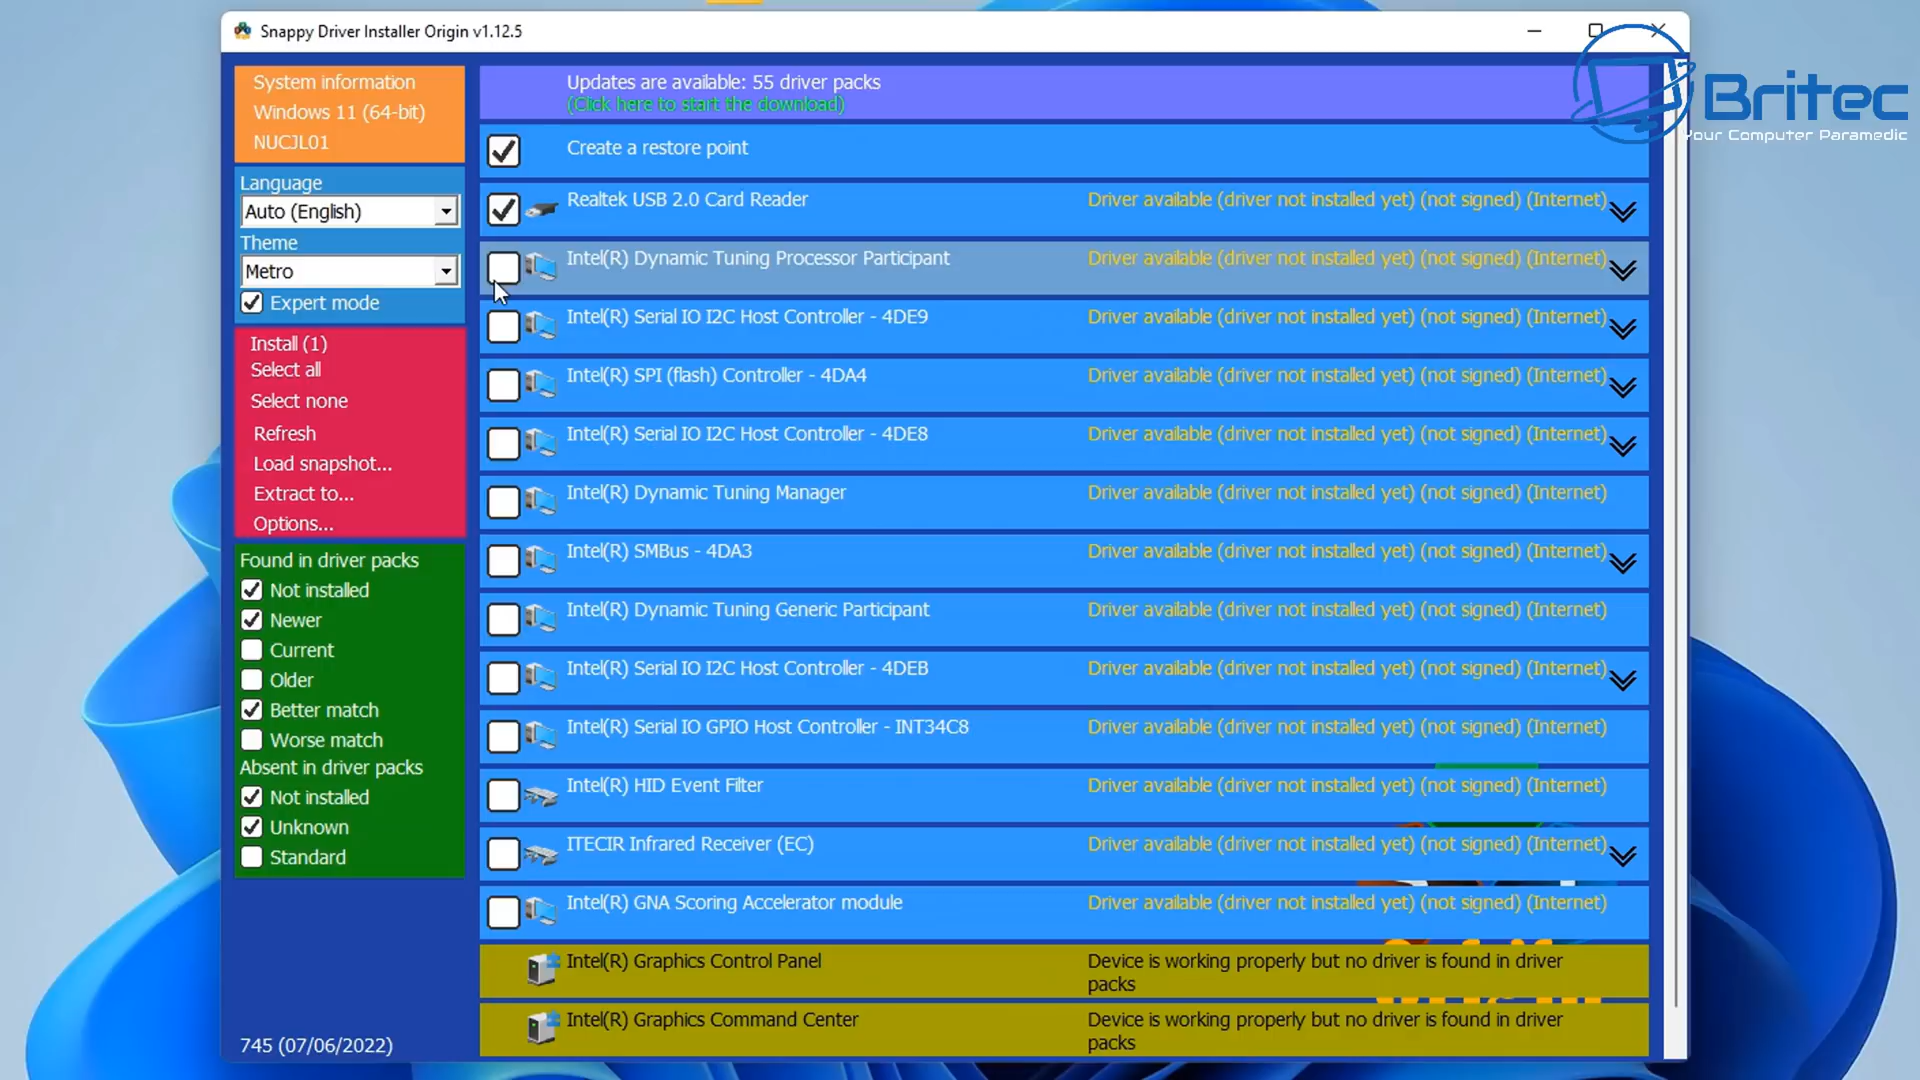 Snappy Driver Installer Origin v1.12.5
Britec
Your Computer Paramedic
System information
Windows 11 (64-bit)
NUCJL01
Language
Auto (English)
Theme
Metro
Expert mode
Install (1)
Select all
Select none
Refresh
Load snapshot...
Extract to...
Options...
Found in driver packs
Not installed
Newer
Current
Older
Better match
Worse match
Absent in driver packs
Not installed
Unknown
Standard
745 (07/06/2022)
Updates are available: 55 driver packs
(Click here to start the download)
Create a restore point
Realtek USB 2.0 Card Reader Driver available (driver not installed yet) (not signed) (Internet)
Intel(R) Dynamic Tuning Processor Participant Driver available (driver not installed yet) (not signed) (Internet)
Intel(R) Serial IO I2C Host Controller - 4DE9 Driver available (driver not installed yet) (not signed) (Internet)
Intel(R) SPI (flash) Controller - 4DA4 Driver available (driver not installed yet) (not signed) (Internet)
Intel(R) Serial IO I2C Host Controller - 4DE8 Driver available (driver not installed yet) (not signed) (Internet)
Intel(R) Dynamic Tuning Manager Driver available (driver not installed yet) (not signed) (Internet)
Intel(R) SMBus - 4DA3 Driver available (driver not installed yet) (not signed) (Internet)
Intel(R) Dynamic Tuning Generic Participant Driver available (driver not installed yet) (not signed) (Internet)
Intel(R) Serial IO I2C Host Controller - 4DEB Driver available (driver not installed yet) (not signed) (Internet)
Intel(R) Serial IO GPIO Host Controller - INT34C8 Driver available (driver not installed yet) (not signed) (Internet)
Intel(R) HID Event Filter Driver available (driver not installed yet) (not signed) (Internet)
ITECIR Infrared Receiver (EC) Driver available (driver not installed yet) (not signed) (Internet)
Intel(R) GNA Scoring Accelerator module Driver available (driver not installed yet) (not signed) (Internet)
Intel(R) Graphics Control Panel Device is working properly but no driver is found in driver
packs
Intel(R) Graphics Command Center Device is working properly but no driver is found in driver
packs